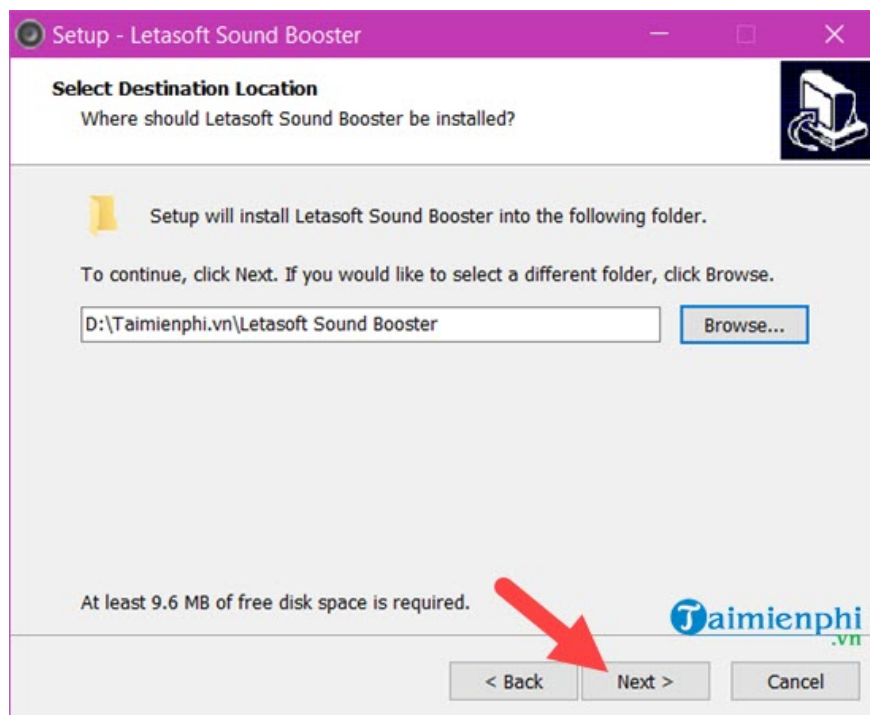 Setup - Letasoft Sound Booster
Select Destination Location
Where should Letasoft Sound Booster be installed?
Setup will install Letasoft Sound Booster into the following folder.
To continue, click Next. If you would like to select a different folder, click Browse.
D:\Taimienphi.vn\Letasoft Sound Booster
Browse...
At least 9.6 MB of free disk space is required.
Taimienphi
.vn
< Back
Next >
Cancel